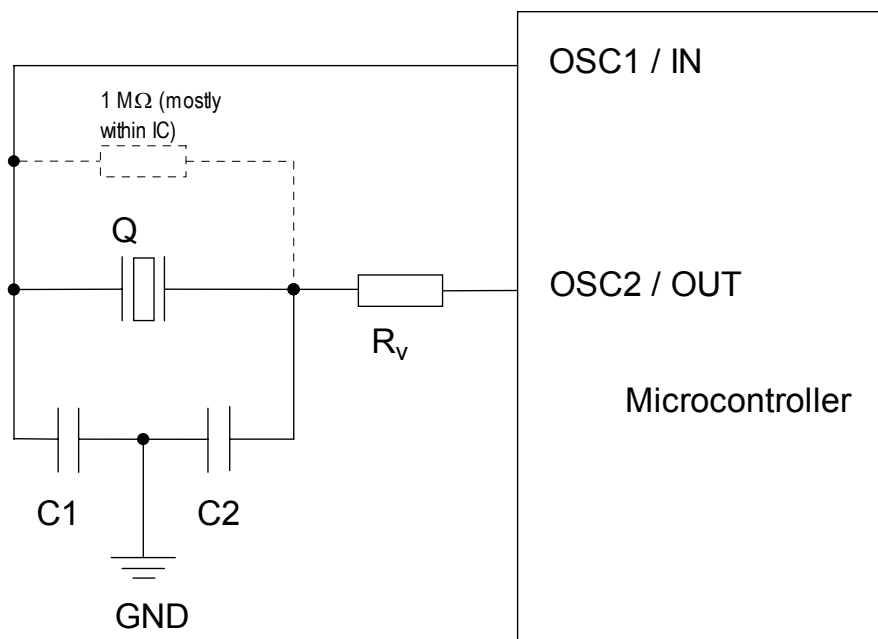 OSC1 / IN
1 MΩ (mostly
within IC)
Q
OSC2 / OUT
Rv
Microcontroller
C1
C2
GND